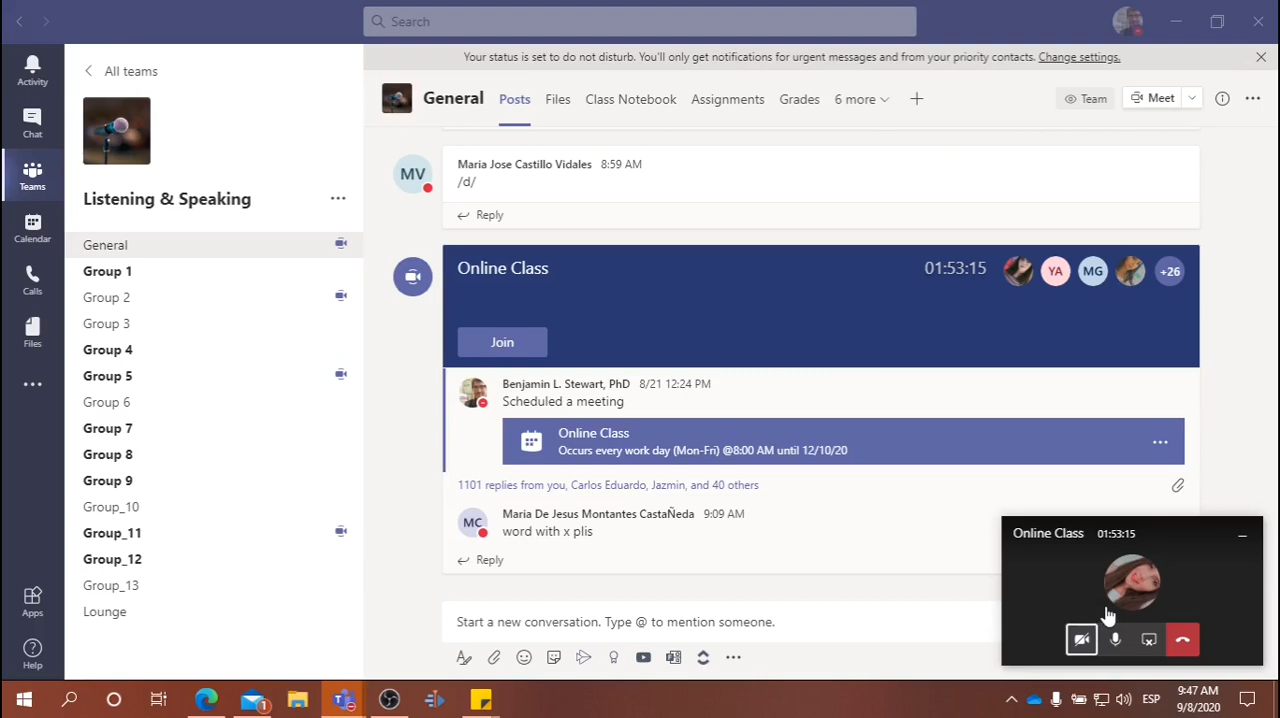 Search
Your status is set to do not disturb. You'll only get notifications for urgent messages and from your priority contacts. Change settings.
Activity
Chat
Teams
Calendar
Calls
Files
Apps
Help
All teams
Listening & Speaking
General
Group 1
Group 2
Group 3
Group 4
Group 5
Group 6
Group 7
Group 8
Group 9
Group_10
Group_11
Group_12
Group_13
Lounge
General Posts Files Class Notebook Assignments Grades 6 more
Team Meet
MV
Maria Jose Castillo Vidales 8:59 AM
/d/
Reply
Online Class 01:53:15 YA MG +26
Join
Benjamin L. Stewart, PhD 8/21 12:24 PM
Scheduled a meeting
Online Class
Occurs every work day (Mon-Fri) @8:00 AM until 12/10/20
1101 replies from you, Carlos Eduardo, Jazmin, and 40 others
MC
Maria De Jesus Montantes CastaÑeda 9:09 AM
word with x plis
Reply
Start a new conversation. Type @ to mention someone.
Online Class 01:53:15
1
ESP
9:47 AM
9/8/2020